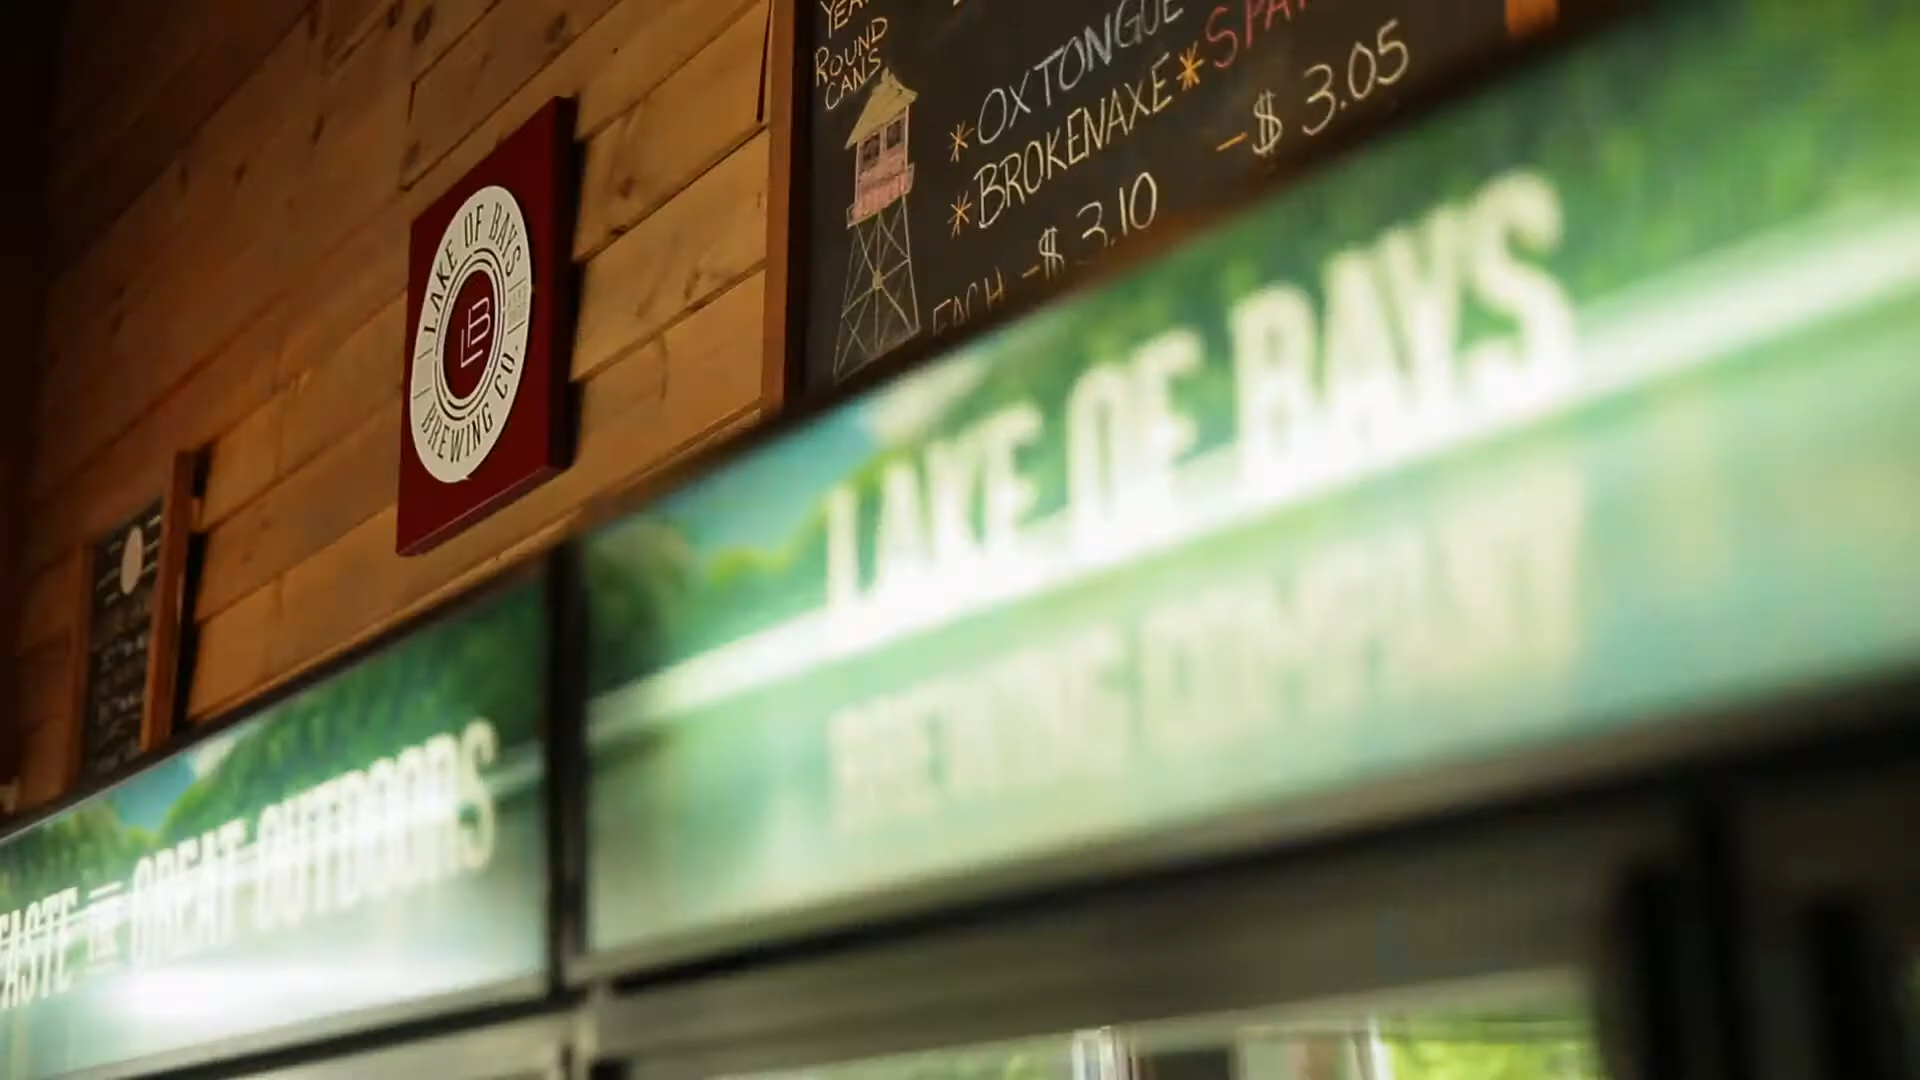 ROUND
CANS
*OXTONGUE
*BROKENAXE*
-$3.05
-$3.10
EACH
LAKE OF BAYS
BREWING CO.
LB
LAKE OF BAYS
BREWING COMPANY
TASTE THE GREAT OUTDOORS